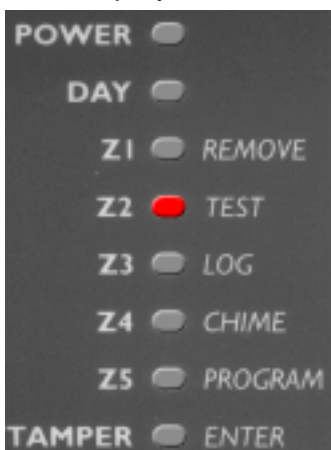 POWER
DAY
Z1 REMOVE
Z2 TEST
Z3 LOG
Z4 CHIME
Z5 PROGRAM
TAMPER ENTER